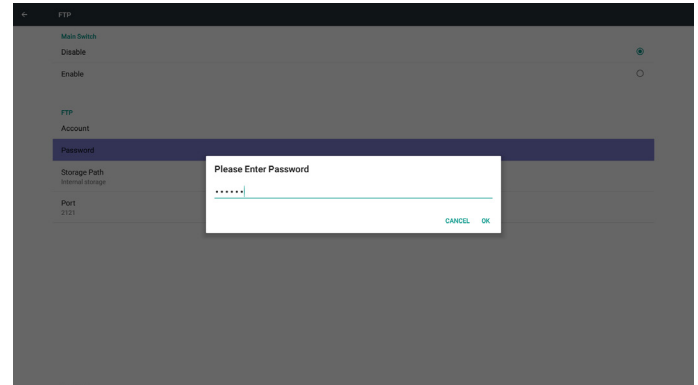 ← FTP
Main Switch
Disable
Enable
FTP
Account
Password
Storage Path
Internal storage
Port
2121
Please Enter Password
••••••
CANCEL OK